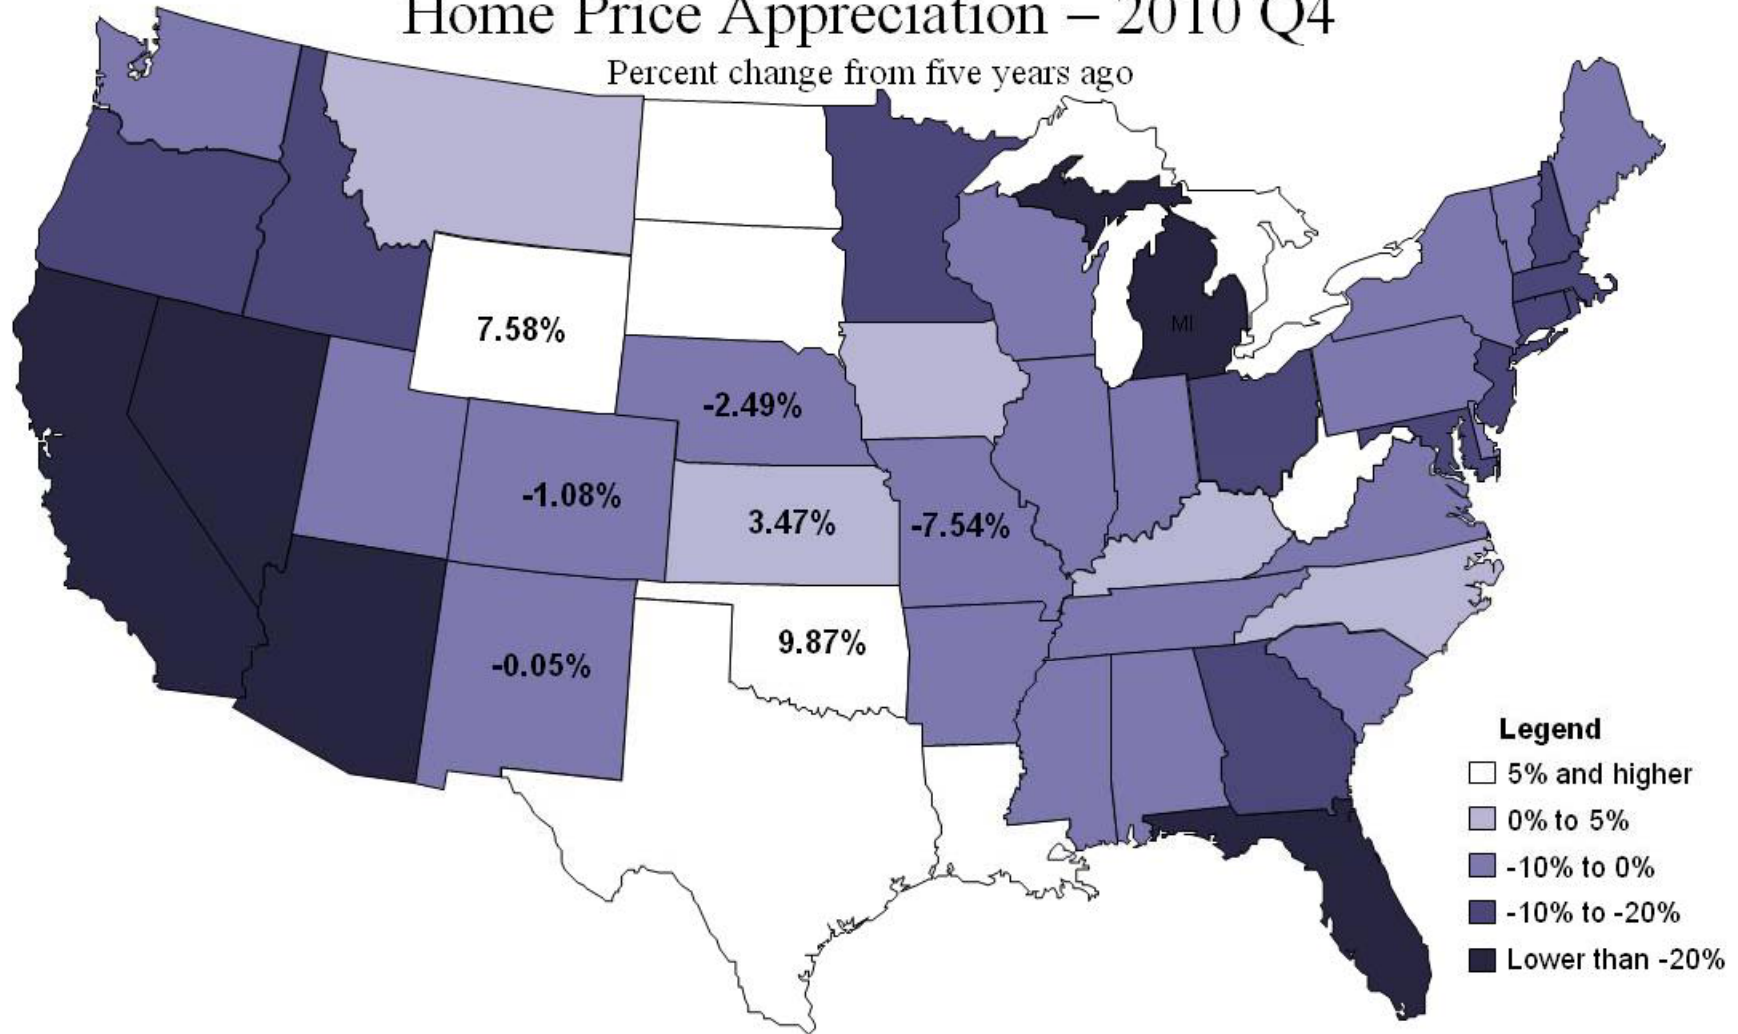 Home Price Appreciation – 2010 Q4
Percent change from five years ago
7.58%
MI
-2.49%
-1.08%
3.47%
-7.54%
9.87%
-0.05%
Legend
5% and higher
0% to 5%
-10% to 0%
-10% to -20%
Lower than -20%